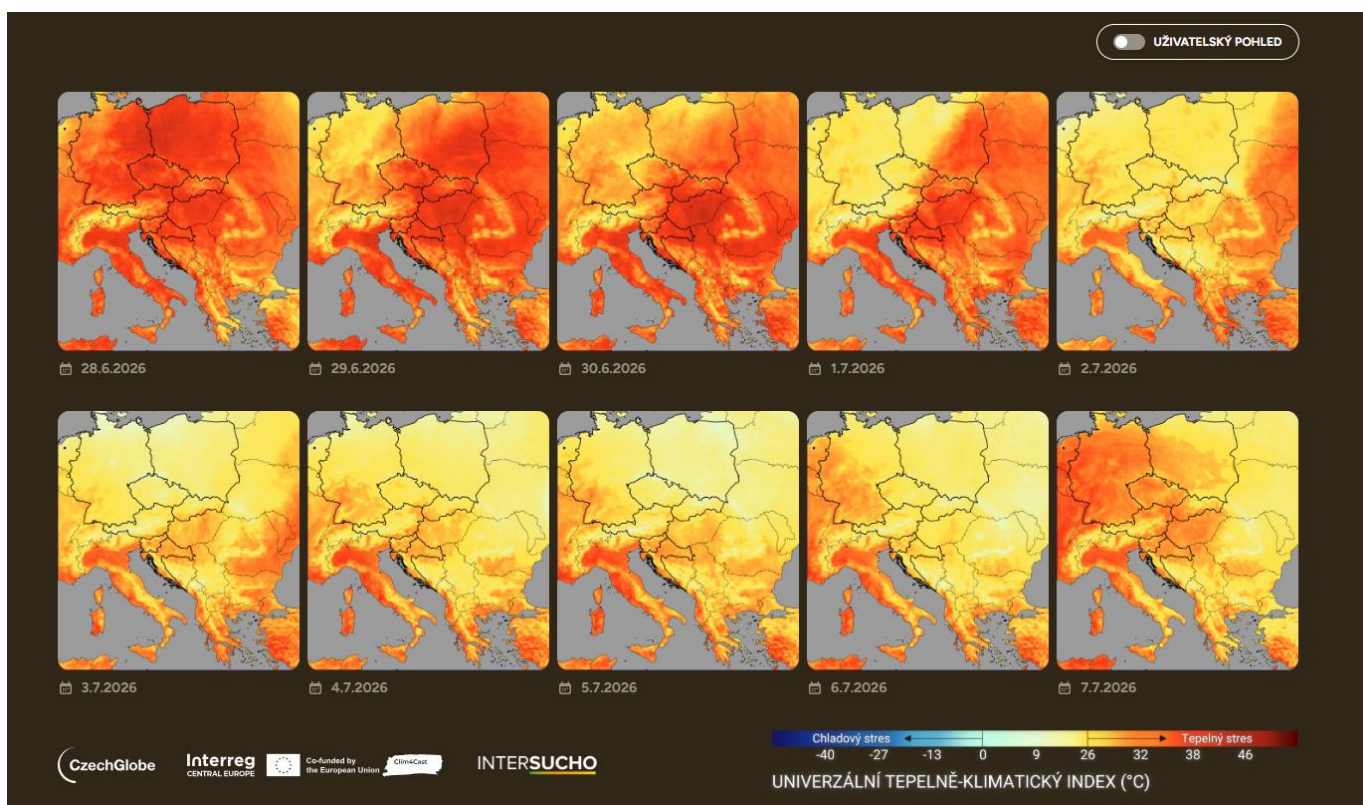 UŽIVATELSKÝ POHLED
28.6.2026
29.6.2026
30.6.2026
1.7.2026
2.7.2026
3.7.2026
4.7.2026
5.7.2026
6.7.2026
7.7.2026
CzechGlobe
Interreg
CENTRAL EUROPE
Co-funded by
the European Union
Clim4Cast
INTERSUCHO
Chladový stres
Tepelný stres
-40 -27 -13 0 9 26 32 38 46
UNIVERZÁLNÍ TEPELNĚ-KLIMATICKÝ INDEX (°C)